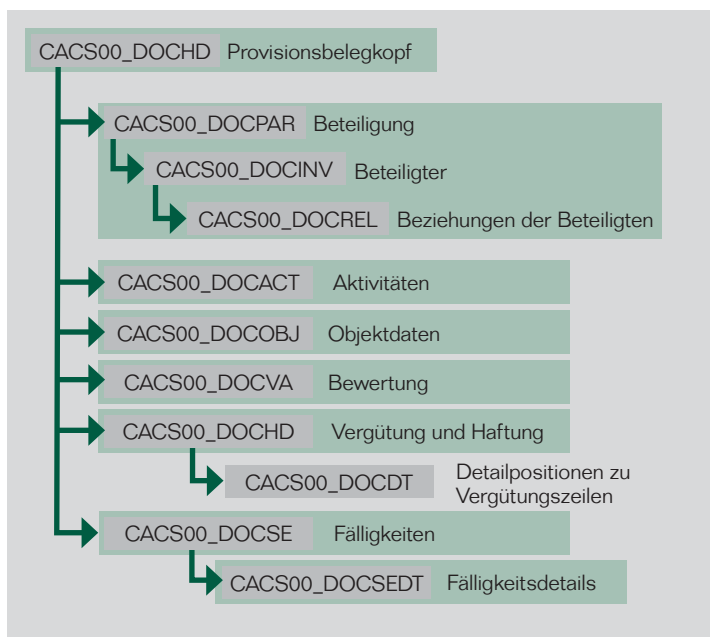 CACS00_DOCHD Provisionsbelegkopf
CACS00_DOCPAR Beteiligung
CACS00_DOCINV Beteiligter
CACS00_DOCREL Beziehungen der Beteiligten
CACS00_DOCACT Aktivitäten
CACS00_DOCOBJ Objektdaten
CACS00_DOCVA Bewertung
CACS00_DOCHD Vergütung und Haftung
CACS00_DOCDT Detailpositionen zu
Vergütungszeilen
CACS00_DOCSE Fälligkeiten
CACS00_DOCSEDT Fälligkeitsdetails